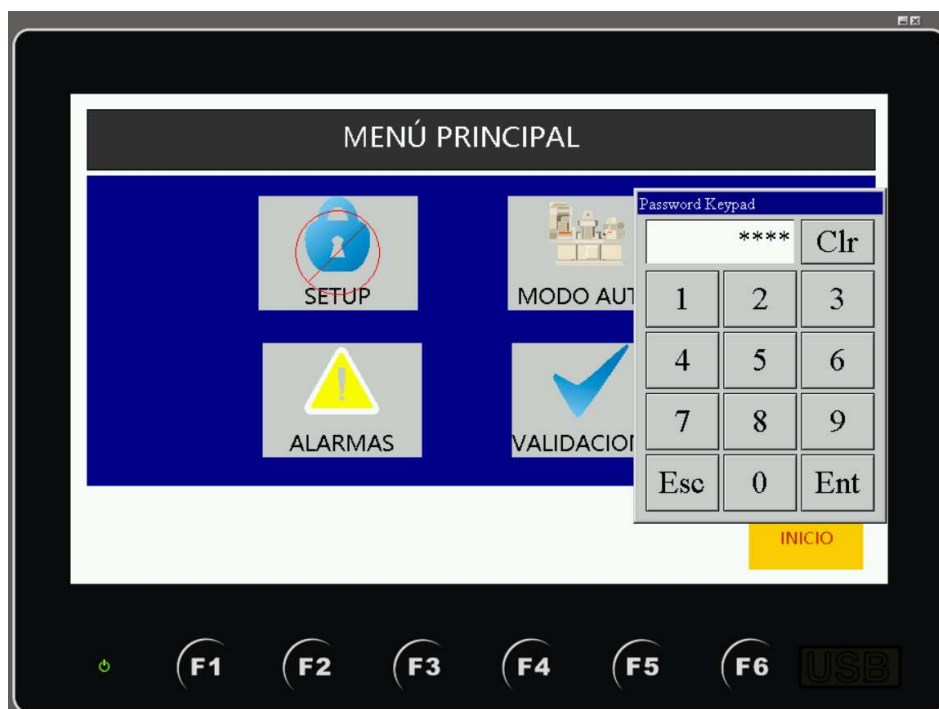 MENÚ PRINCIPAL
SETUP
MODO AUT
ALARMAS
VALIDACIO
Password Keypad
**** Clr
1 2 3
4 5 6
7 8 9
Esc 0 Ent
INICIO
F1 F2 F3 F4 F5 F6 USB